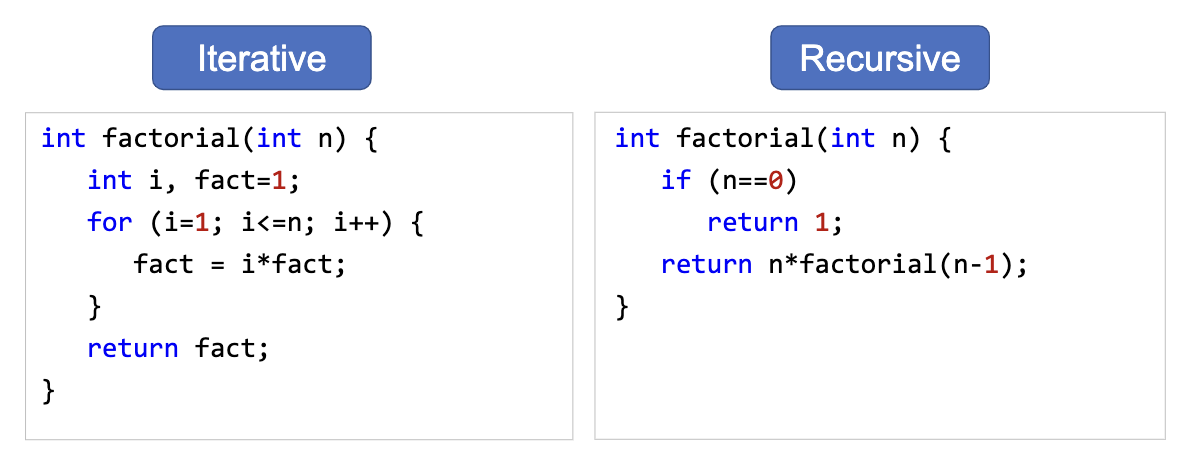 Iterative
int factorial(int n) {
   int i, fact=1;
   for (i=1; i<=n; i++) {
      fact = i*fact;
   }
   return fact;
}
Recursive
int factorial(int n) {
   if (n==0)
      return 1;
   return n*factorial(n-1);
}